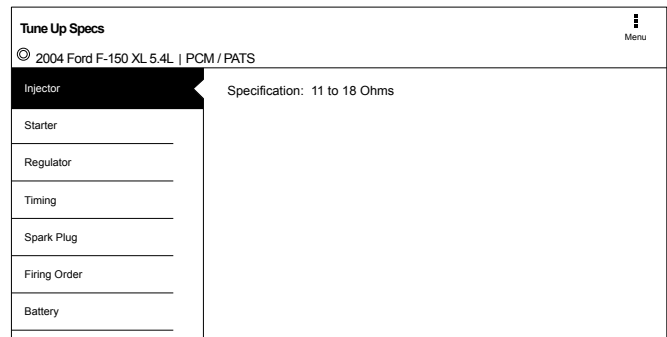 Tune Up Specs
Menu
2004 Ford F-150 XL 5.4L | PCM / PATS
Injector
Specification: 11 to 18 Ohms
Starter
Regulator
Timing
Spark Plug
Firing Order
Battery